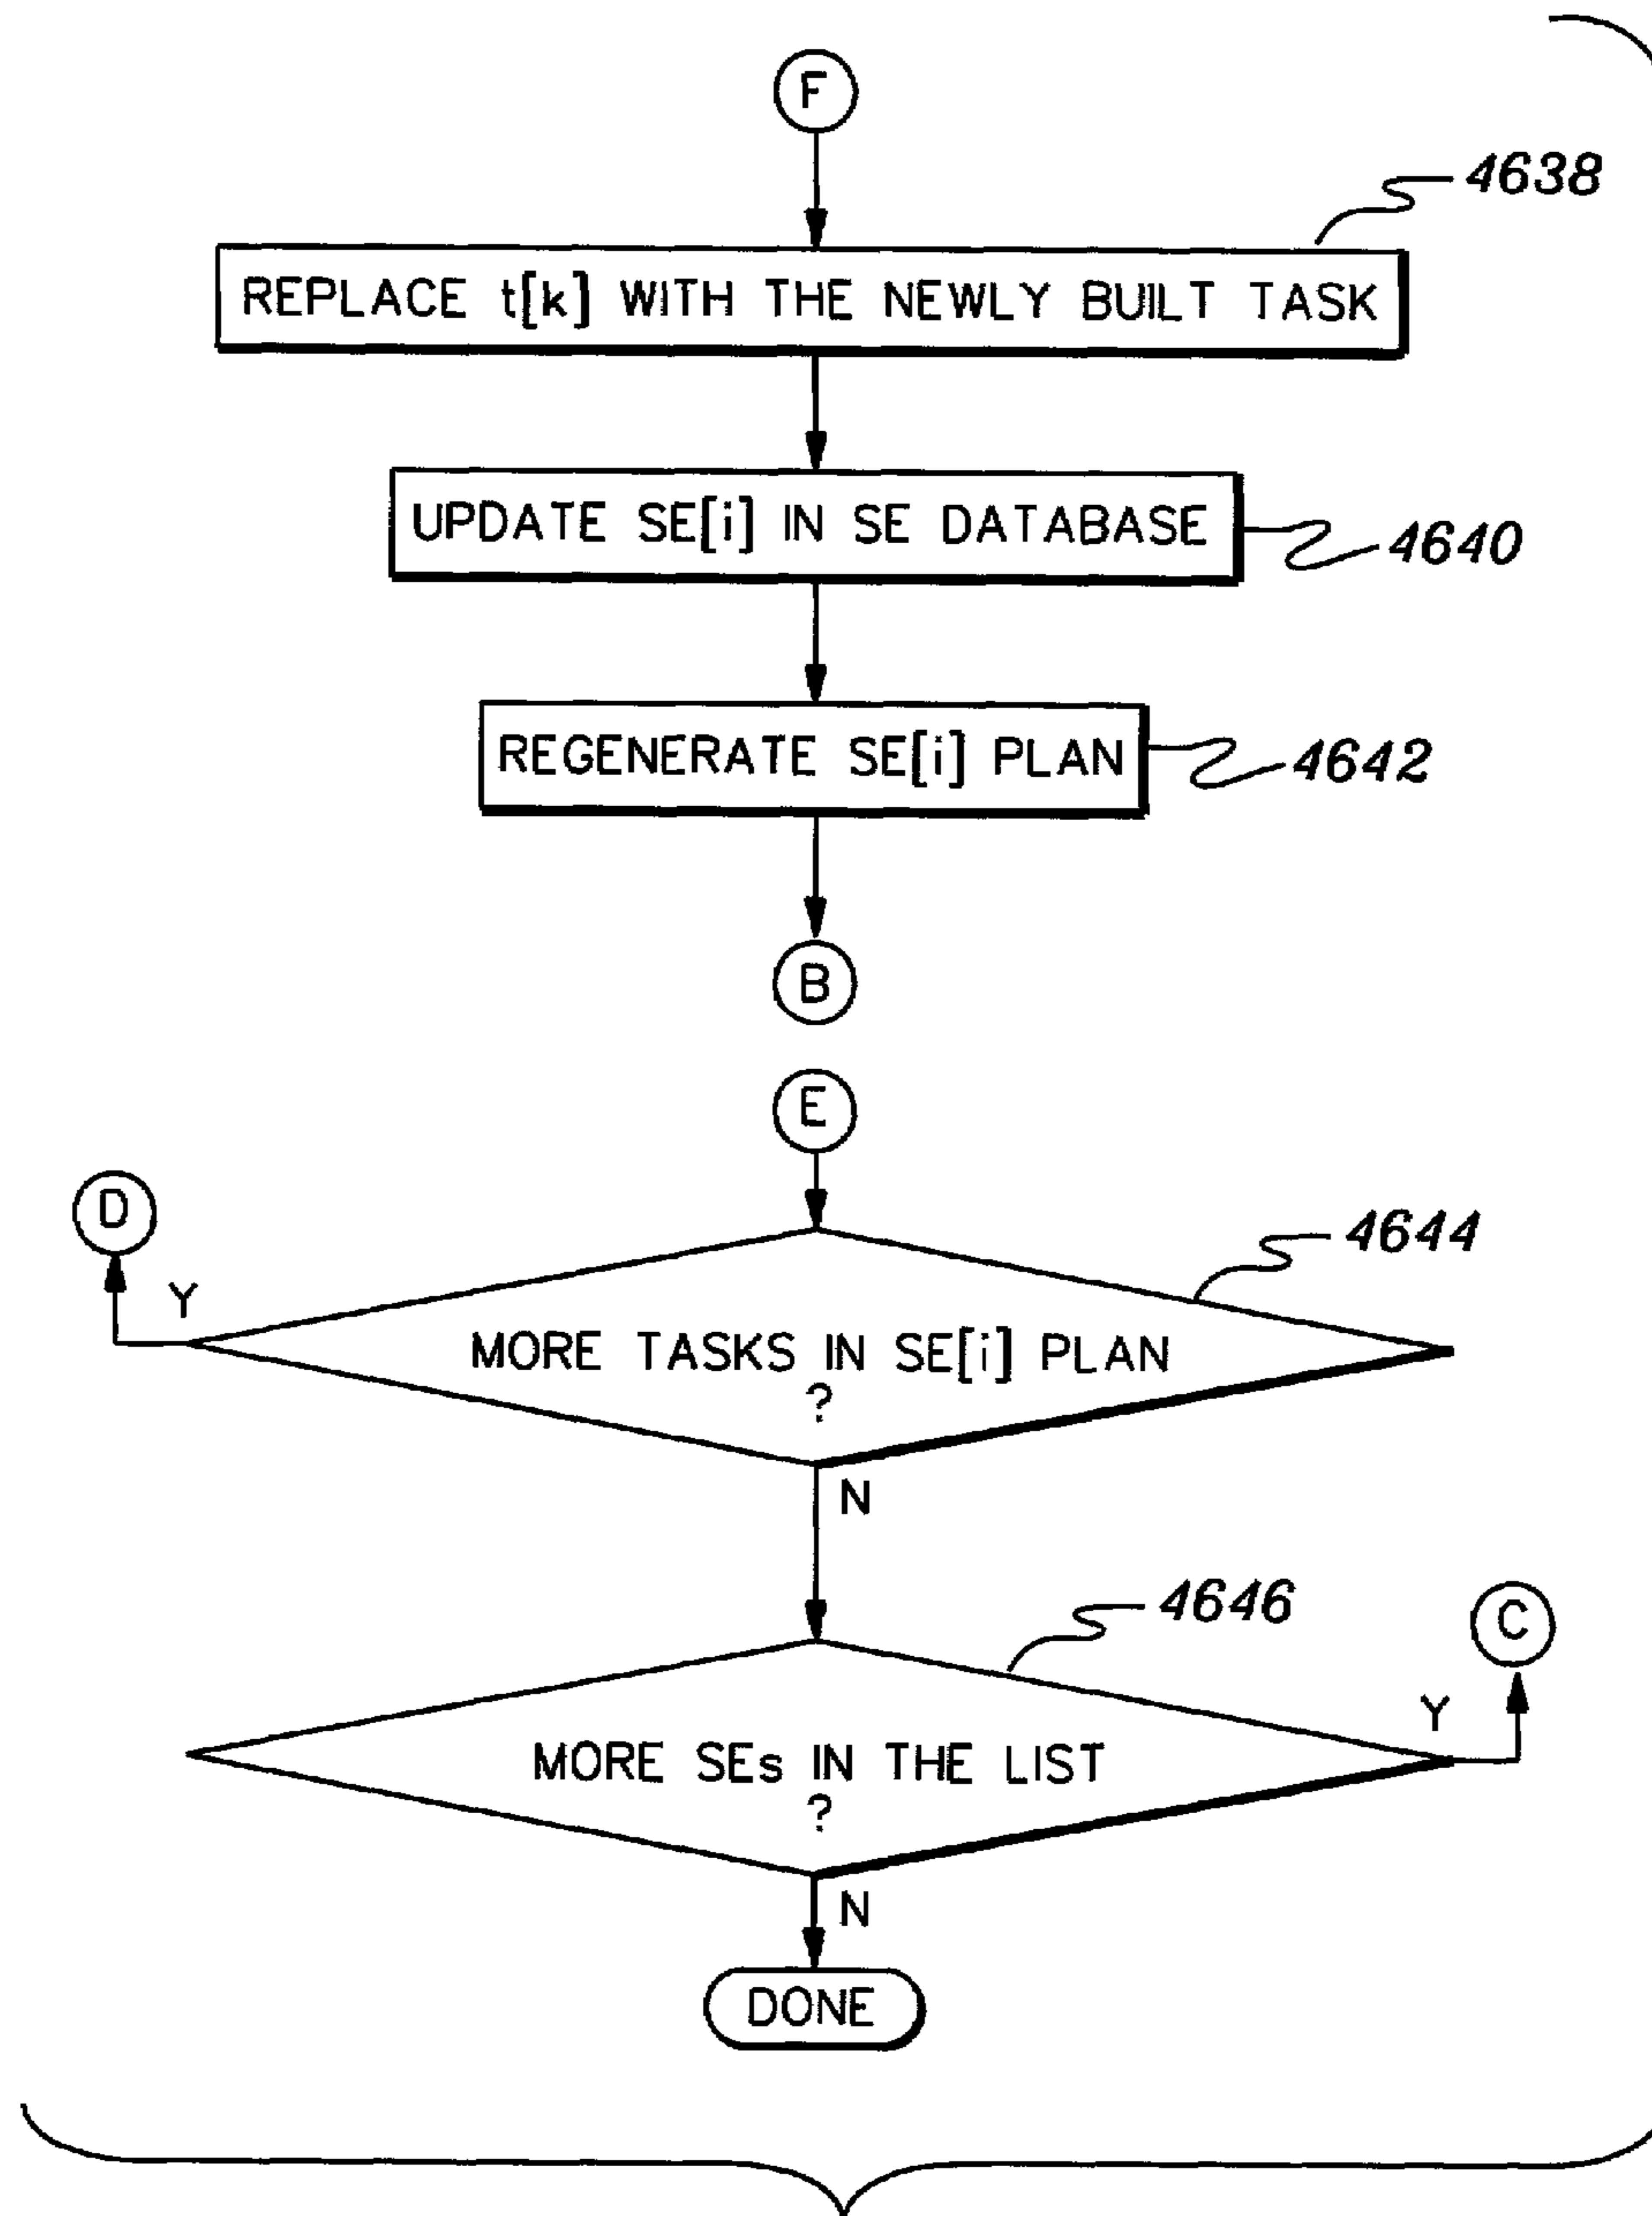 F
4638
REPLACE t[k] WITH THE NEWLY BUILT TASK
UPDATE SE[i] IN SE DATABASE
4640
REGENERATE SE[i] PLAN
4642
B
E
D
4644
Y
MORE TASKS IN SE[i] PLAN
?
N
4646
C
Y
MORE SEs IN THE LIST
?
N
DONE